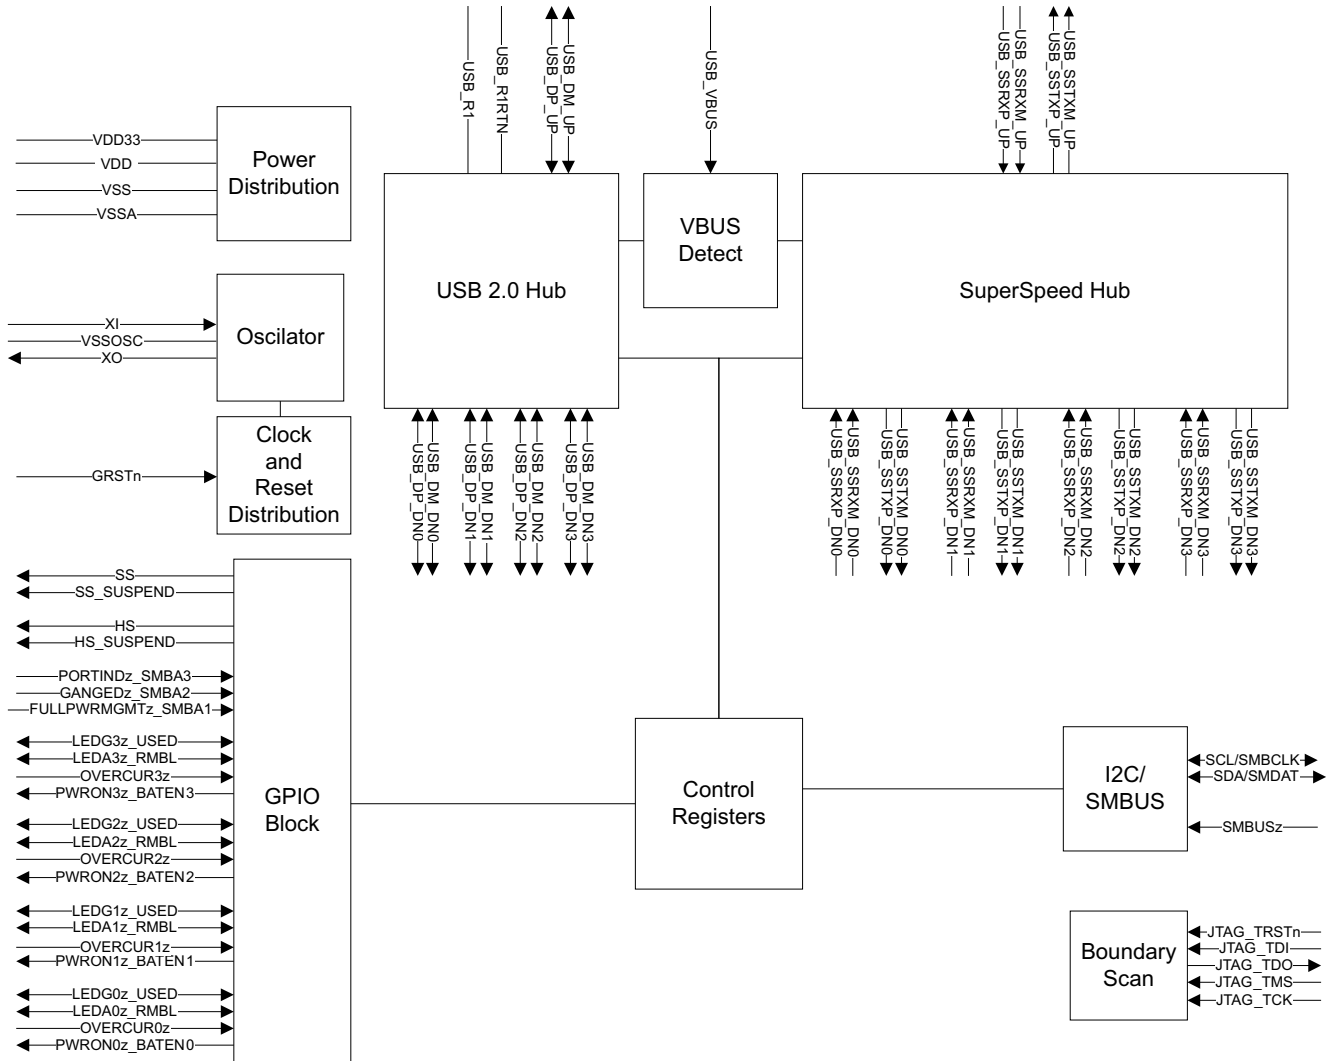 USB_R1
USB_R1RTN
USB_DP_UP
USB_DM_UP
USB_VBUS
USB_SSRXP_UP
USB_SSRXM_UP
USB_SSTXP_UP
USB_SSTXM_UP
VDD33
VDD
VSS
VSSA
Power
Distribution
USB 2.0 Hub
VBUS
Detect
SuperSpeed Hub
XI
VSSOSC
XO
Oscilator
GRSTn
Clock
and
Reset
Distribution
USB_DP_DN0
USB_DM_DN0
USB_DP_DN1
USB_DM_DN1
USB_DP_DN2
USB_DM_DN2
USB_DP_DN3
USB_DM_DN3
USB_SSRXP_DN0
USB_SSRXM_DN0
USB_SSTXP_DN0
USB_SSTXM_DN0
USB_SSRXP_DN1
USB_SSRXM_DN1
USB_SSTXP_DN1
USB_SSTXM_DN1
USB_SSRXP_DN2
USB_SSRXM_DN2
USB_SSTXP_DN2
USB_SSTXM_DN2
USB_SSRXP_DN3
USB_SSRXM_DN3
USB_SSTXP_DN3
USB_SSTXM_DN3
SS
SS_SUSPEND
HS
HS_SUSPEND
PORTINDz_SMBA3
GANGEDz_SMBA2
FULLPWRMGMTz_SMBA1
LEDG3z_USED
LEDA3z_RMBL
OVERCUR3z
PWRON3z_BATEN3
LEDG2z_USED
LEDA2z_RMBL
OVERCUR2z
PWRON2z_BATEN2
LEDG1z_USED
LEDA1z_RMBL
OVERCUR1z
PWRON1z_BATEN1
LEDG0z_USED
LEDA0z_RMBL
OVERCUR0z
PWRON0z_BATEN0
GPIO
Block
Control
Registers
I2C/
SMBUS
SCL/SMBCLK
SDA/SMDAT
SMBUSz
Boundary
Scan
JTAG_TRSTn
JTAG_TDI
JTAG_TDO
JTAG_TMS
JTAG_TCK